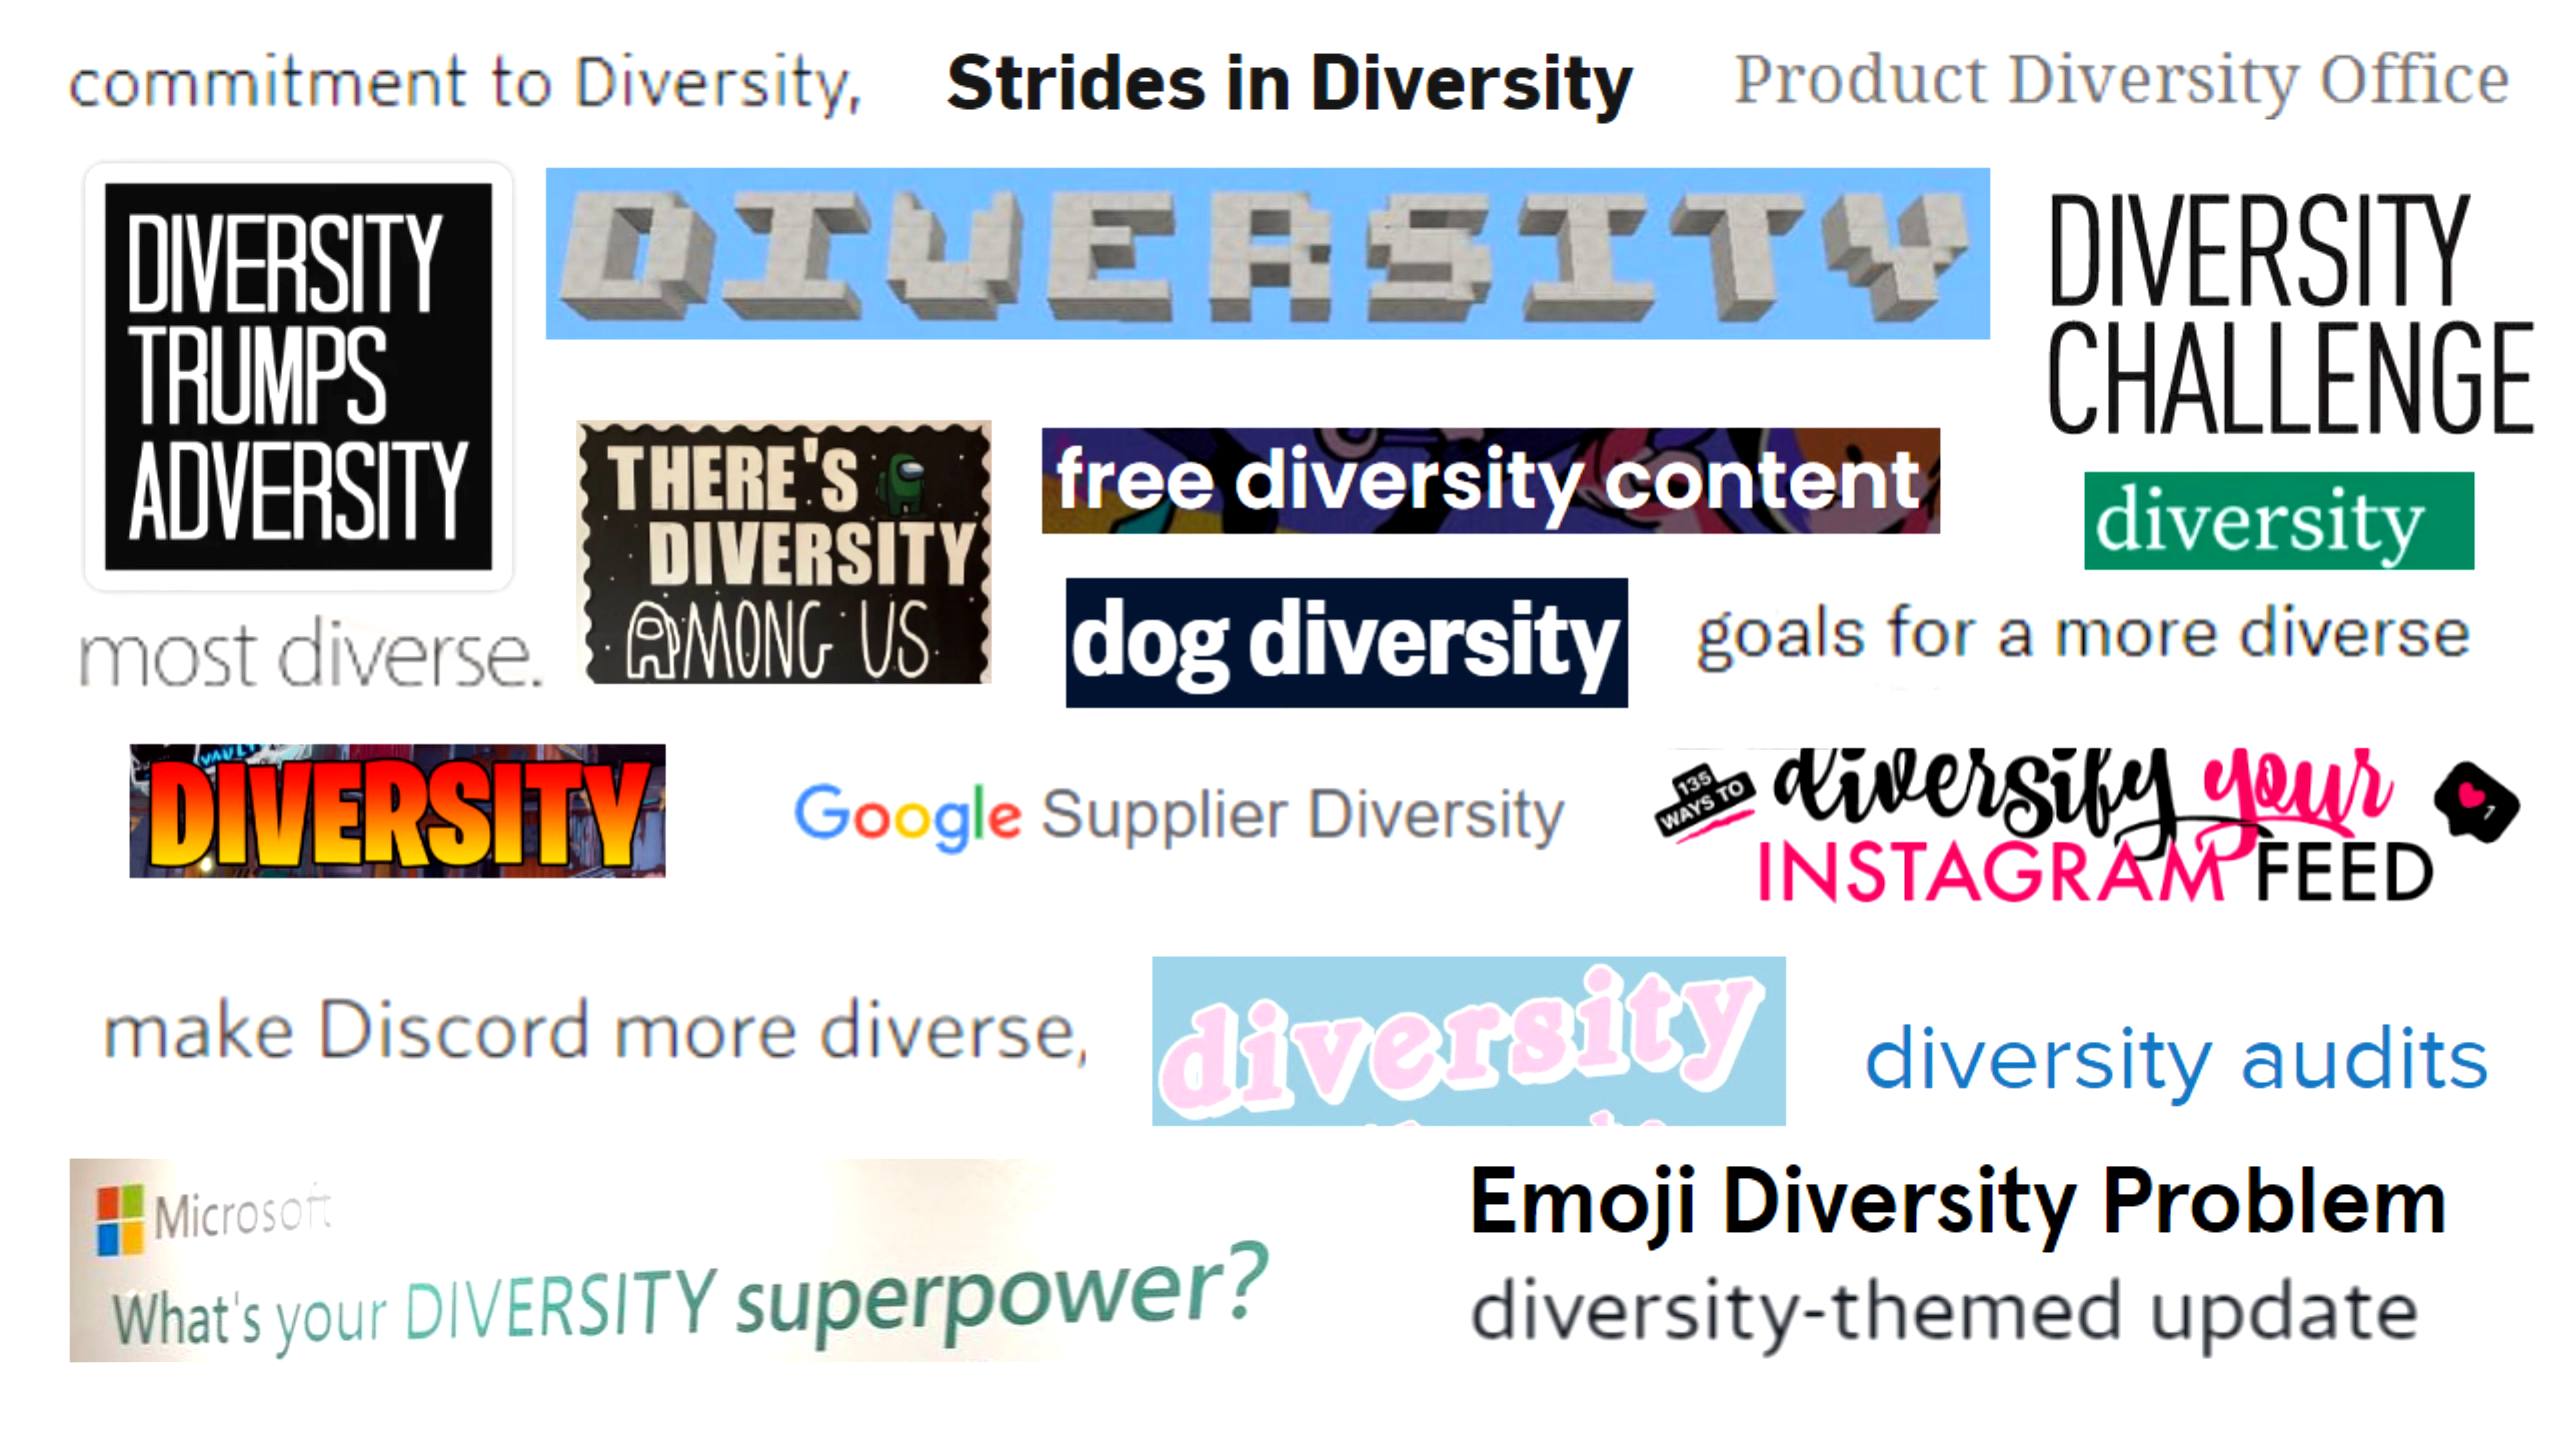 commitment to Diversity,
Strides in Diversity
Product Diversity Office
DIVERSITY
TRUMPS
ADVERSITY
DIVERSITY
DIVERSITY
CHALLENGE
THERE'S
DIVERSITY
AMONG US
free diversity content
diversity
dog diversity
most diverse.
goals for a more diverse
DIVERSITY
Google Supplier Diversity
135
WAYS TO
diversify your
INSTAGRAM FEED
1
make Discord more diverse,
diversity
diversity audits
Microsoft
What's your DIVERSITY superpower?
Emoji Diversity Problem
diversity-themed update